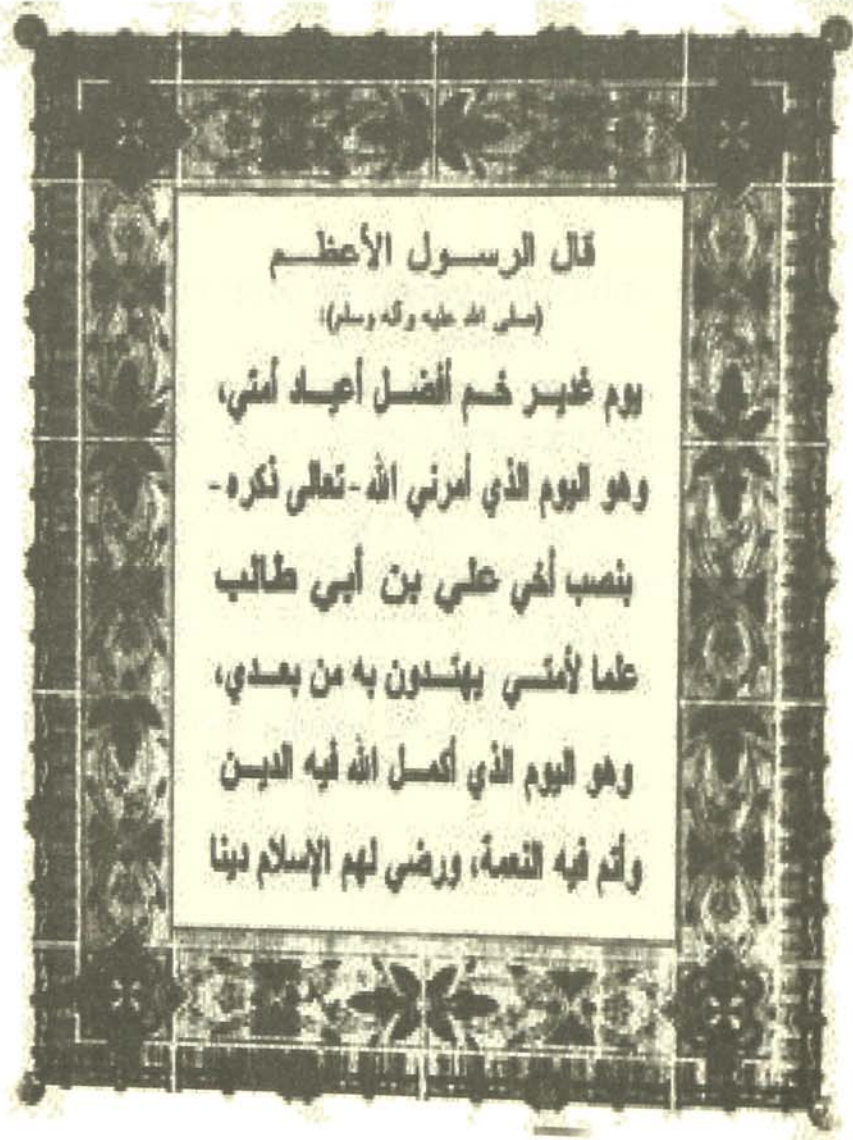 قال الرسول الأعظم
(صلى الله عليه وآله وسلم):
يوم غدير خم أفضل أعياد أمتي،
وهو اليوم الذي أمرني الله -تعالى ذكره-
بنصب أخي علي بن أبي طالب
علما لأمتي يهتدون به من بعدي،
وهو اليوم الذي أكمل الله فيه الدين
وأتم فيه النعمة، ورضي لهم الإسلام دينا